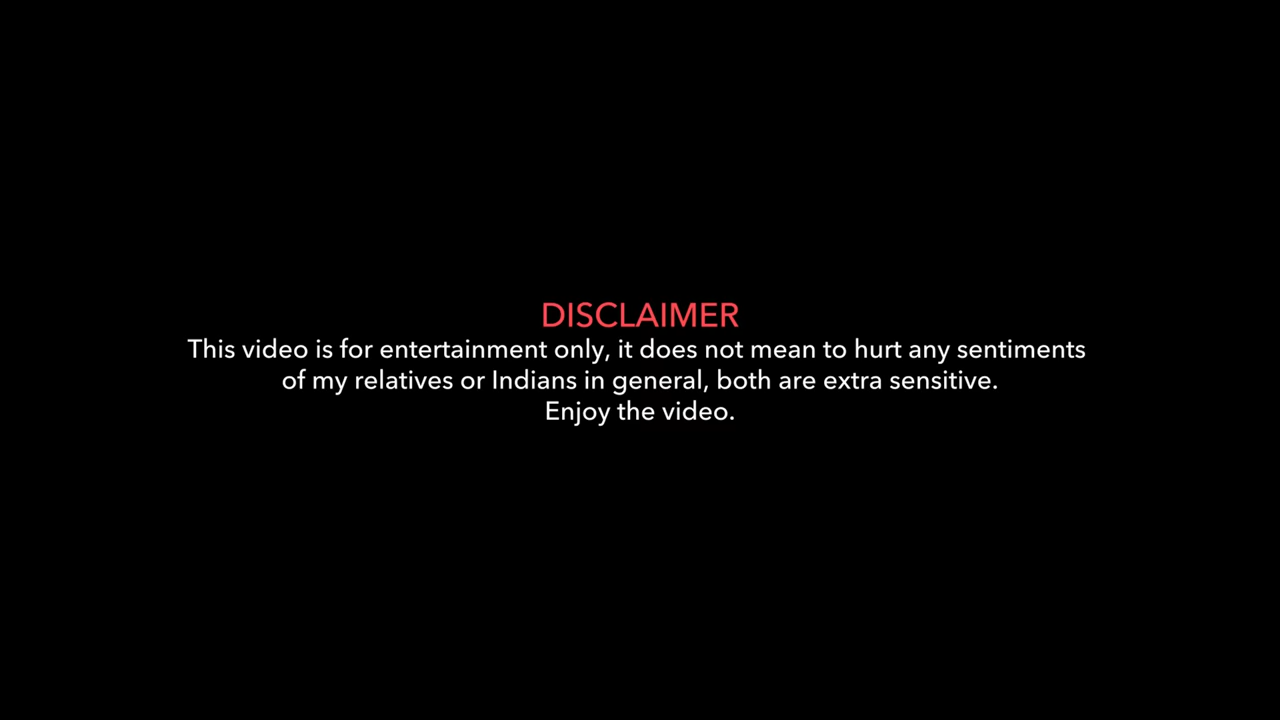 DISCLAIMER
This video is for entertainment only, it does not mean to hurt any sentiments
of my relatives or Indians in general, both are extra sensitive.
Enjoy the video.